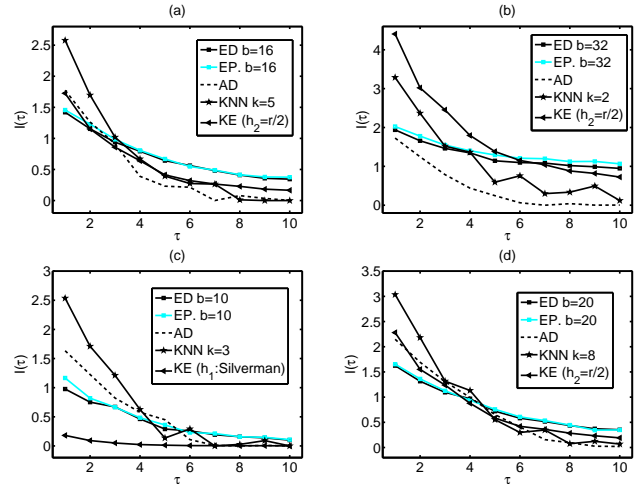 (a)
I(τ)
2.5
2
1.5
1
0.5
0
2 4 6 8 10
τ
ED b=16
EP. b=16
AD
KNN k=5
KE (h2=r/2)
(b)
I(τ)
4
3
2
1
0
2 4 6 8 10
τ
ED b=32
EP. b=32
AD
KNN k=2
KE (h2=r/2)
(c)
I(τ)
3
2.5
2
1.5
1
0.5
0
2 4 6 8 10
τ
ED b=10
EP. b=10
AD
KNN k=3
KE (h1:Silverman)
(d)
I(τ)
3.5
3
2.5
2
1.5
1
0.5
0
2 4 6 8 10
τ
ED b=20
EP. b=20
AD
KNN k=8
KE (h2=r/2)